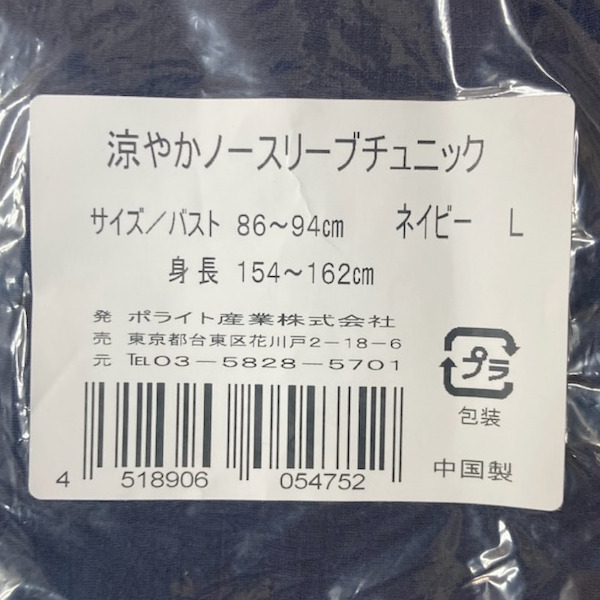 涼やかノースリーブチュニック
サイズ／バスト 86～94㎝ ネイビー L
身長 154～162㎝
発売元 ポライト産業株式会社
東京都台東区花川戸2－18－6
℡03－5828－5701
プラ
包装
4 518906 054752
中国製